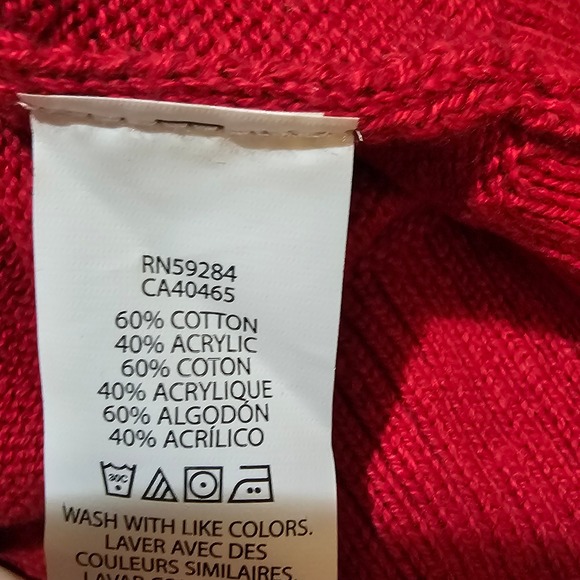 RN59284
CA40465
60% COTTON
40% ACRYLIC
60% COTON
40% ACRYLIQUE
60% ALGODÓN
40% ACRÍLICO
30C
WASH WITH LIKE COLORS.
LAVER AVEC DES
COULEURS SIMILAIRES.